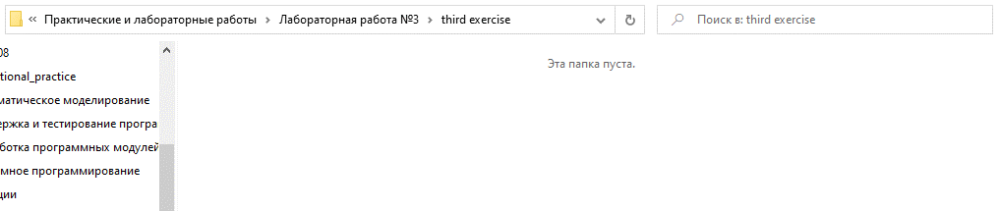 « Практические и лабораторные работы › Лабораторная работа №3 › third exercise
Поиск в: third exercise
Эта папка пуста.
08
tional_practice
матическое моделирование
ержка и тестирование програ
ботка программных модулей
мное программирование
ции